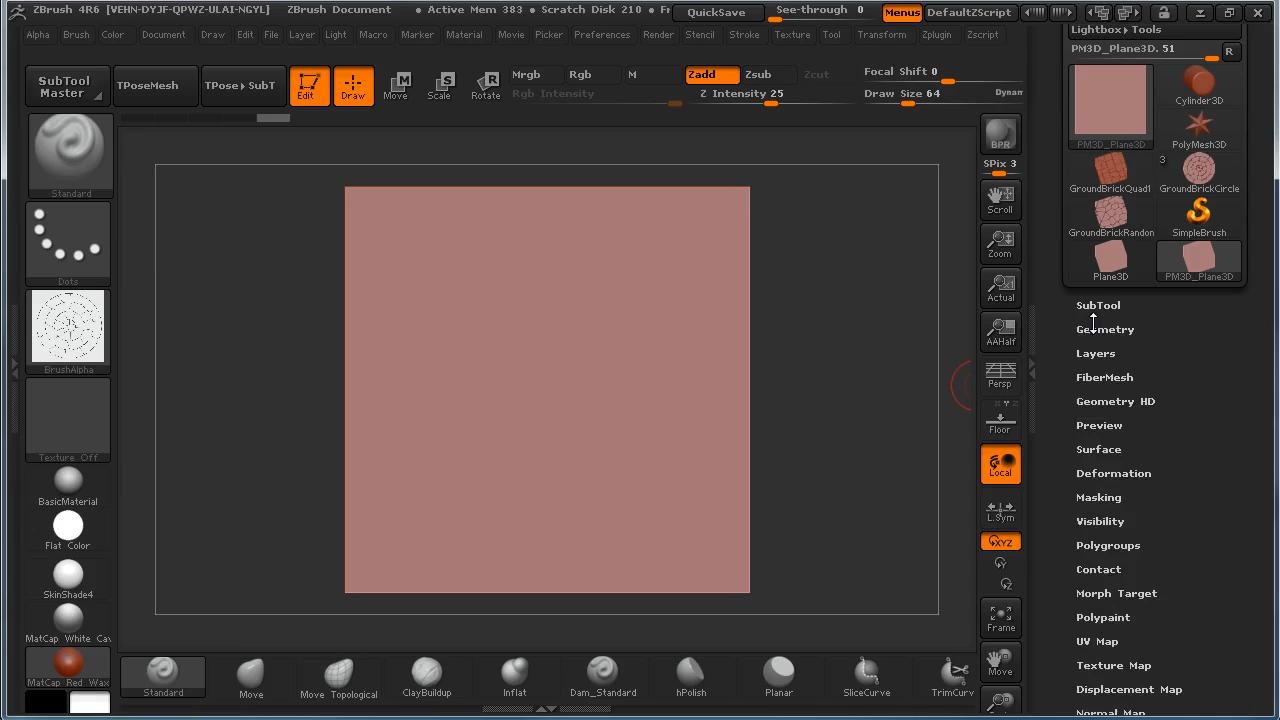 ZBrush 4R6 [VEHN-DYJF-QPWZ-ULAI-NGYL] ZBrush Document • Active Mem 383 • Scratch Disk 210 • Fr QuickSave See-through 0 Menus DefaultZScript
Alpha Brush Color Document Draw Edit File Layer Light Macro Marker Material Movie Picker Preferences Render Stencil Stroke Texture Tool Transform Zplugin Zscript
Lightbox▸Tools
PM3D_Plane3D. 51 R
SubTool Master
TPoseMesh
TPose▸SubT
Edit
Draw
Move
Scale
Rotate
Mrgb Rgb M Zadd Zsub Zcut
Rgb Intensity Z Intensity 25
Focal Shift 0
Draw Size 64 Dynam
PM3D_Plane3D
Cylinder3D
PolyMesh3D
3
GroundBrickQuad1
GroundBrickCircle
GroundBrickRandon
SimpleBrush
Plane3D
PM3D_Plane3D
Standard
Dots
BrushAlpha
Texture Off
BasicMaterial
Flat Color
SkinShade4
MatCap White Cav
MatCap Red Wax
BPR
SPix 3
Scroll
Zoom
Actual
AAHalf
Persp
Floor
Local
L.Sym
XYZ
Y
Z
Frame
Move
SubTool
Geometry
Layers
FiberMesh
Geometry HD
Preview
Surface
Deformation
Masking
Visibility
Polygroups
Contact
Morph Target
Polypaint
UV Map
Texture Map
Displacement Map
Normal Map
Standard
Move
Move Topological
ClayBuildup
Inflat
Dam_Standard
hPolish
Planar
SliceCurve
TrimCurv